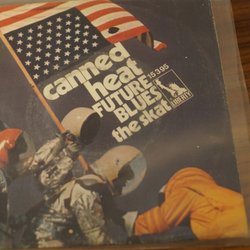 canned
heat
FUTURE
BLUES
the skat
15395
LIBERTY